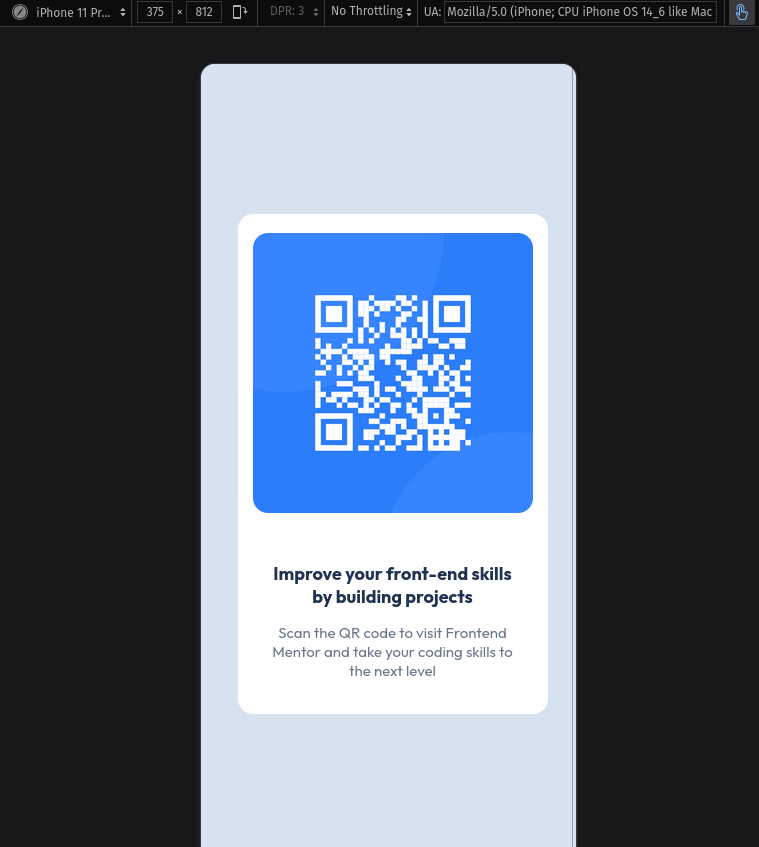 iPhone 11 Pr... 375 × 812 DPR: 3 No Throttling UA: Mozilla/5.0 (iPhone; CPU iPhone OS 14_6 like Mac
Improve your front-end skills
by building projects
Scan the QR code to visit Frontend
Mentor and take your coding skills to
the next level